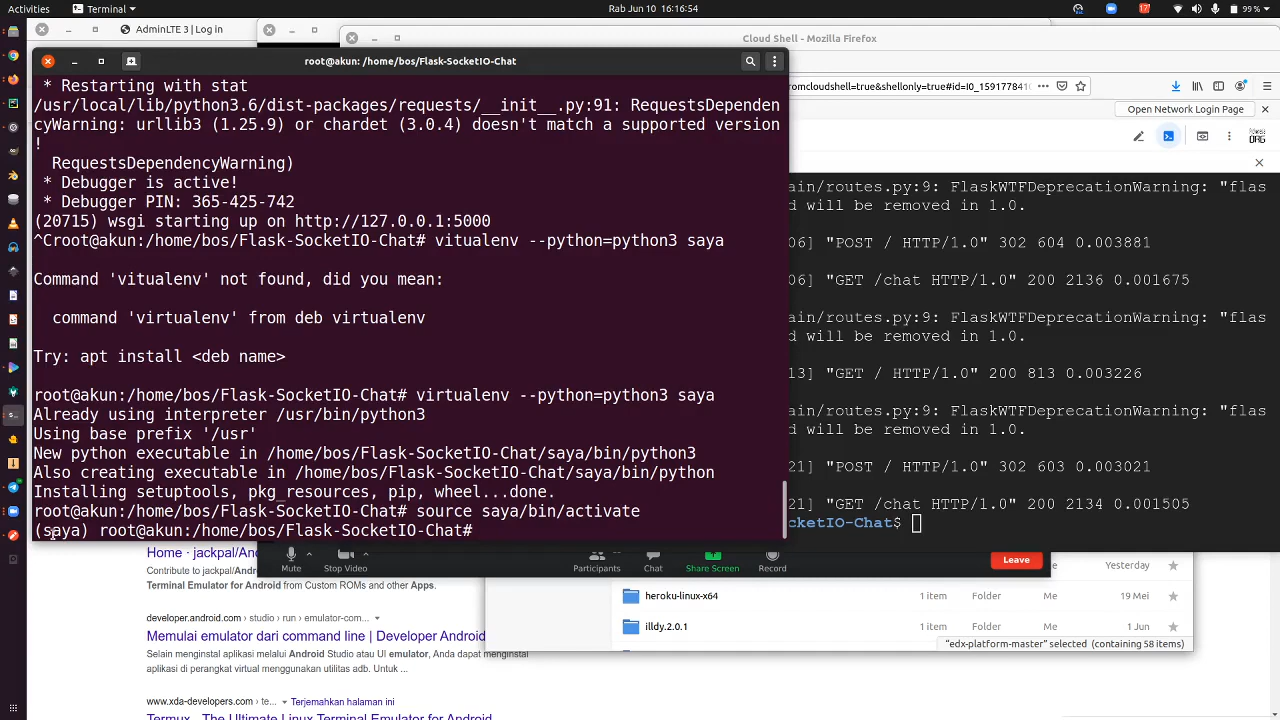 Activities
Terminal
Rab Jun 10 16:16:54
17
99 %
AdminLTE 3 | Log in
Cloud Shell - Mozilla Firefox
root@akun: /home/bos/Flask-SocketIO-Chat
* Restarting with stat
/usr/local/lib/python3.6/dist-packages/requests/__init__.py:91: RequestsDependen
cyWarning: urllib3 (1.25.9) or chardet (3.0.4) doesn't match a supported version
!
RequestsDependencyWarning)
* Debugger is active!
* Debugger PIN: 365-425-742
(20715) wsgi starting up on http://127.0.0.1:5000
^Croot@akun:/home/bos/Flask-SocketIO-Chat# vitualenv --python=python3 saya
Command 'vitualenv' not found, did you mean:
command 'virtualenv' from deb virtualenv
Try: apt install <deb name>
root@akun:/home/bos/Flask-SocketIO-Chat# virtualenv --python=python3 saya
Already using interpreter /usr/bin/python3
Using base prefix '/usr'
New python executable in /home/bos/Flask-SocketIO-Chat/saya/bin/python3
Also creating executable in /home/bos/Flask-SocketIO-Chat/saya/bin/python
Installing setuptools, pkg_resources, pip, wheel...done.
root@akun:/home/bos/Flask-SocketIO-Chat# source saya/bin/activate
(saya) root@akun:/home/bos/Flask-SocketIO-Chat#
romcloudshell=true&shellonly=true#id=I0_159177841
Open Network Login Page
ain/routes.py:9: FlaskWTFDeprecationWarning: "flas
d will be removed in 1.0.
06] "POST / HTTP/1.0" 302 604 0.003881
06] "GET /chat HTTP/1.0" 200 2136 0.001675
ain/routes.py:9: FlaskWTFDeprecationWarning: "flas
d will be removed in 1.0.
13] "GET / HTTP/1.0" 200 813 0.003226
ain/routes.py:9: FlaskWTFDeprecationWarning: "flas
d will be removed in 1.0.
21] "POST / HTTP/1.0" 302 603 0.003021
21] "GET /chat HTTP/1.0" 200 2134 0.001055
cketIO-Chat$
Mute
Stop Video
Participants
Chat
Share Screen
Record
Leave
Home · jackpal/And
Contribute to jackpal/Andr
Terminal Emulator for Android from Custom ROMs and other Apps.
developer.android.com › studio › run › emulator-com...
Memulai emulator dari command line | Developer Android
Selain menginstal aplikasi melalui Android Studio atau UI emulator, Anda dapat menginstal
aplikasi di perangkat virtual menggunakan utilitas adb. Untuk ...
www.xda-developers.com › te...
Terjemahkan halaman ini
Termux - The Ultimate Linux Terminal Emulator for Android
e
Yesterday
heroku-linux-x64
1 item
Folder
Me
19 Mei
illdy.2.0.1
1 item
Folder
Me
1 Jun
"edx-platform-master" selected (containing 58 items)